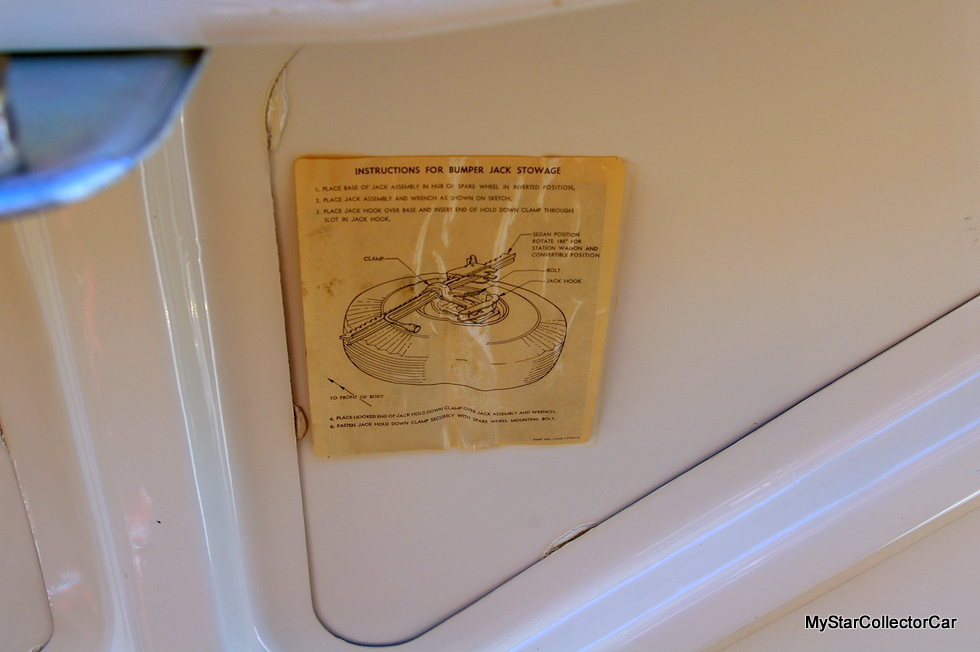 INSTRUCTIONS FOR BUMPER JACK STOWAGE
1. PLACE BASE OF JACK ASSEMBLY IN HUB OF SPARE WHEEL IN INVERTED POSITION.
2. PLACE JACK ASSEMBLY AND WRENCH AS SHOWN ON SKETCH.
3. PLACE JACK HOOK OVER BASE AND INSERT END OF HOLD DOWN CLAMP THROUGH
SLOT IN JACK HOOK.
SEDAN POSITION
ROTATE 180° FOR
STATION WAGON AND
CONVERTIBLE POSITION
CLAMP
BOLT
JACK HOOK
TO FRONT OF BODY
4. PLACE HOOKED END OF JACK HOLD DOWN CLAMP OVER JACK ASSEMBLY AND WRENCH.
5. FASTEN JACK HOLD DOWN CLAMP SECURELY WITH SPARE WHEEL MOUNTING BOLT.
PART NO.
MyStarCollectorCar